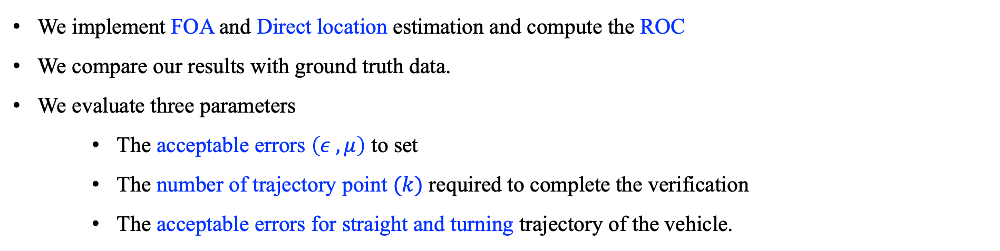 • We implement FOA and Direct location estimation and compute the ROC
• We compare our results with ground truth data.
• We evaluate three parameters
• The acceptable errors (ϵ ,μ) to set
• The number of trajectory point (k) required to complete the verification
• The acceptable errors for straight and turning trajectory of the vehicle.